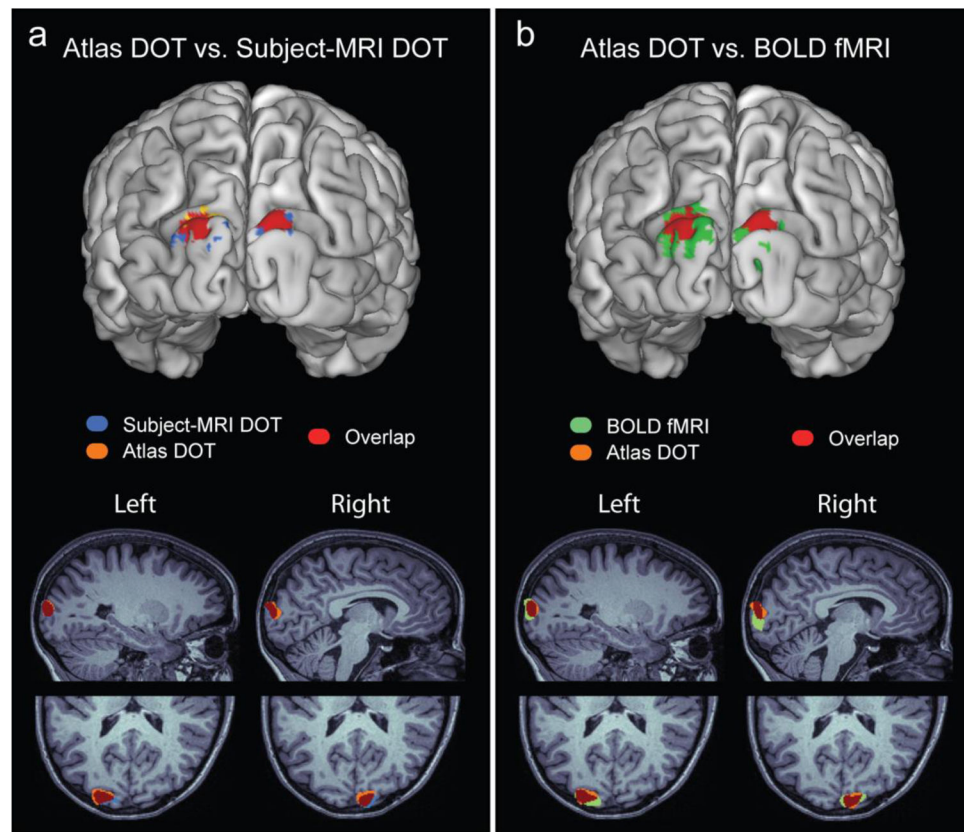 a
Atlas DOT vs. Subject-MRI DOT
Subject-MRI DOT
Atlas DOT
Overlap
Left
Right
b
Atlas DOT vs. BOLD fMRI
BOLD fMRI
Atlas DOT
Overlap
Left
Right